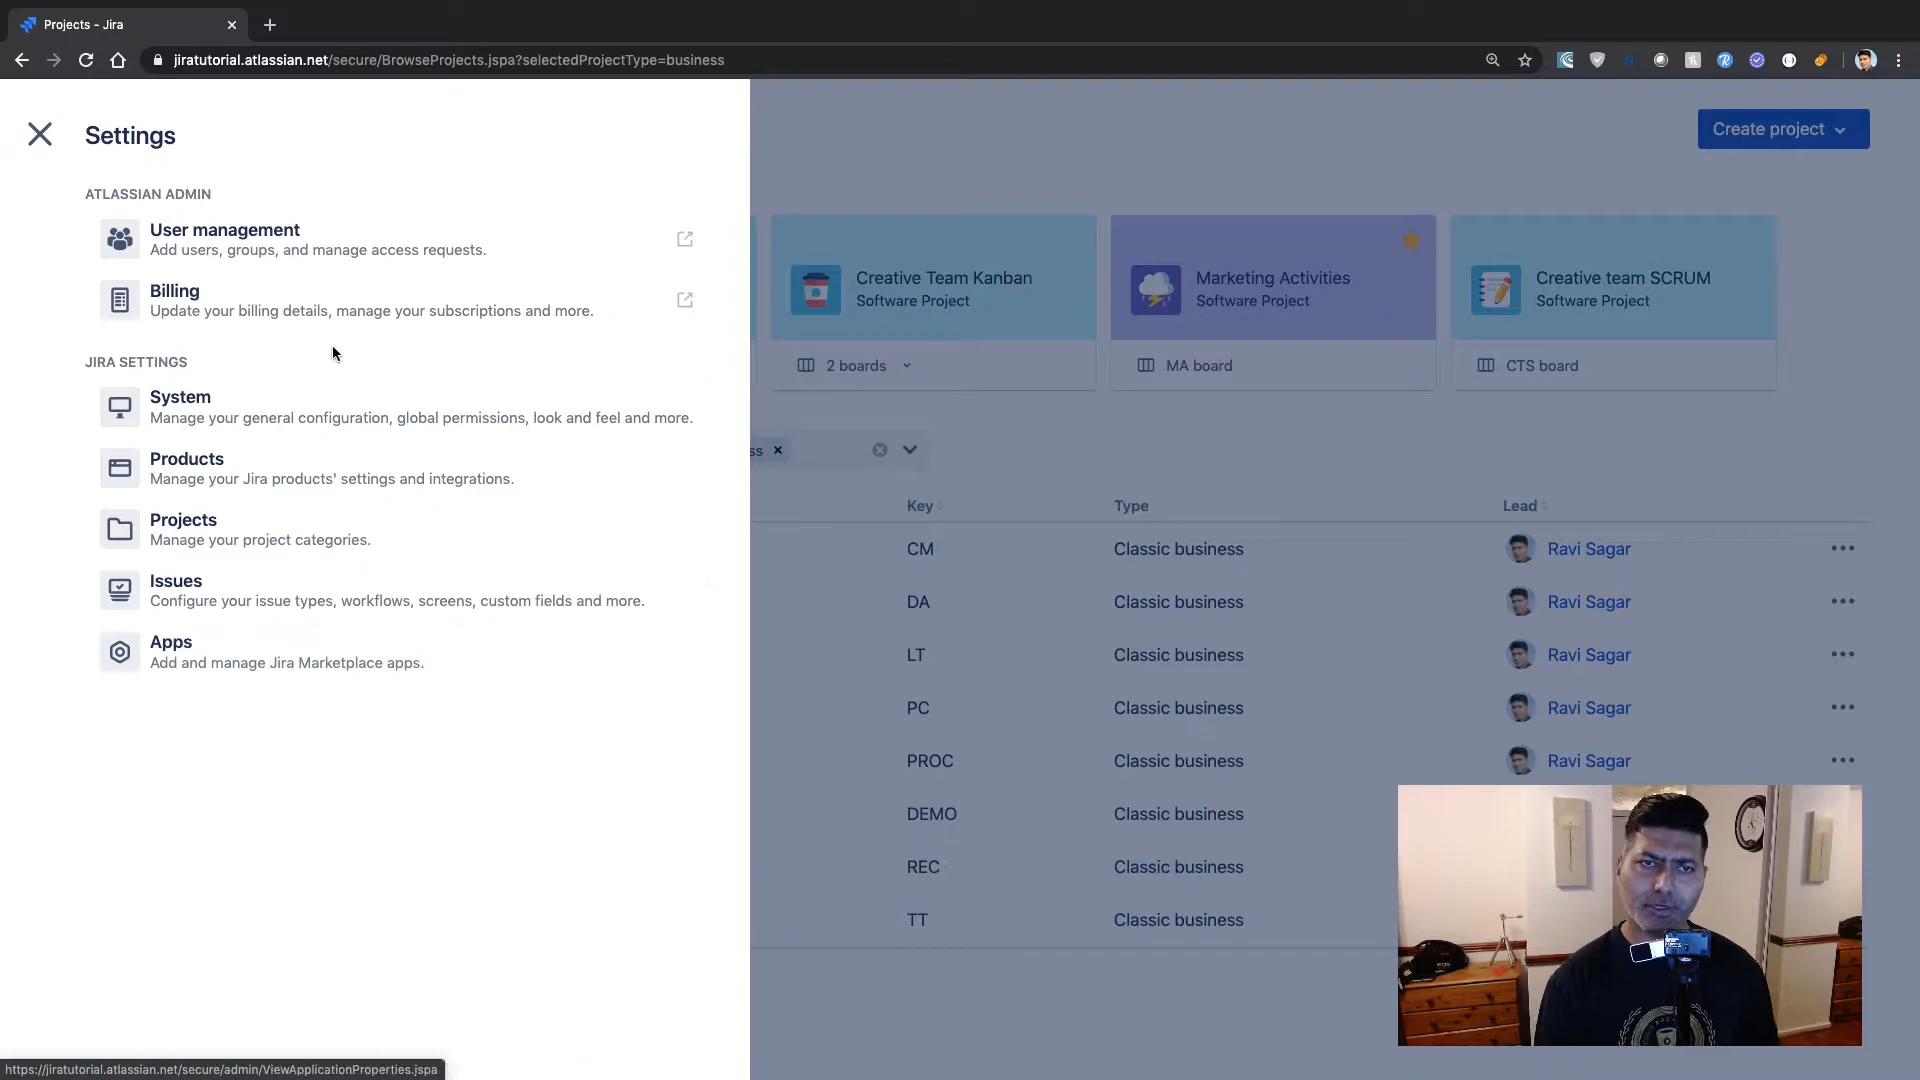 Projects - Jira
jiratutorial.atlassian.net/secure/BrowseProjects.jspa?selectedProjectType=business
Settings
ATLASSIAN ADMIN
User management
Add users, groups, and manage access requests.
Billing
Update your billing details, manage your subscriptions and more.
JIRA SETTINGS
System
Manage your general configuration, global permissions, look and feel and more.
Products
Manage your Jira products' settings and integrations.
Projects
Manage your project categories.
Issues
Configure your issue types, workflows, screens, custom fields and more.
Apps
Add and manage Jira Marketplace apps.
Create project
Creative Team Kanban
Software Project
2 boards
Marketing Activities
Software Project
MA board
Creative team SCRUM
Software Project
CTS board
ss
Key Type Lead
CM Classic business Ravi Sagar
DA Classic business Ravi Sagar
LT Classic business Ravi Sagar
PC Classic business Ravi Sagar
PROC Classic business Ravi Sagar
DEMO Classic business
REC Classic business
TT Classic business
https://jiratutorial.atlassian.net/secure/admin/ViewApplicationProperties.jspa